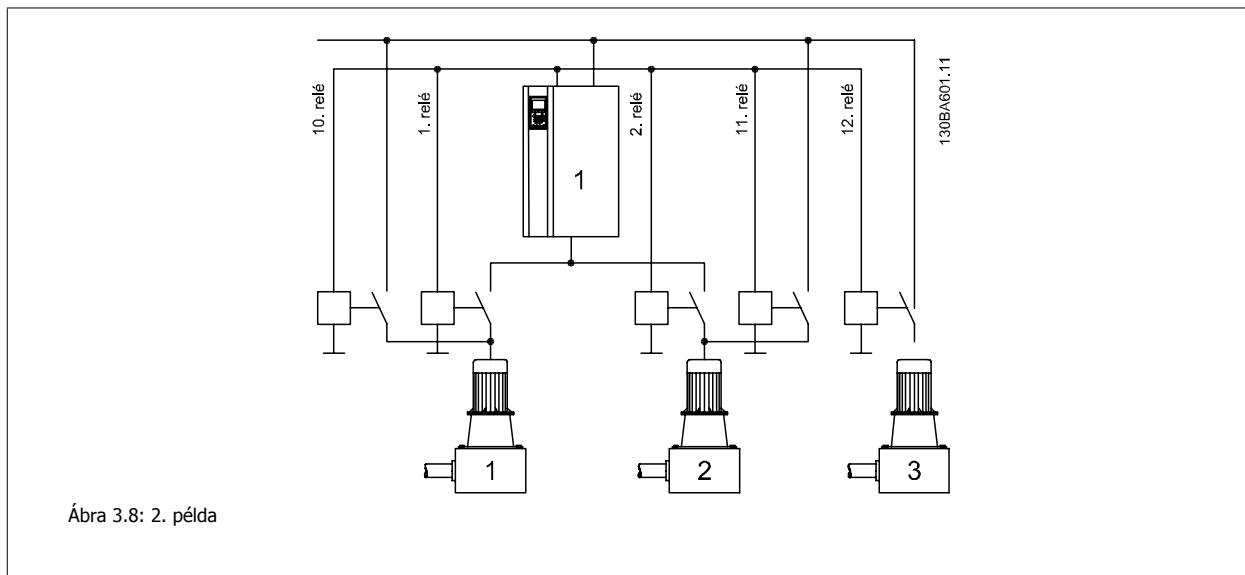 10. relé
1. relé
2. relé
11. relé
12. relé
130BA601.11
1
1
2
3
Ábra 3.8: 2. példa